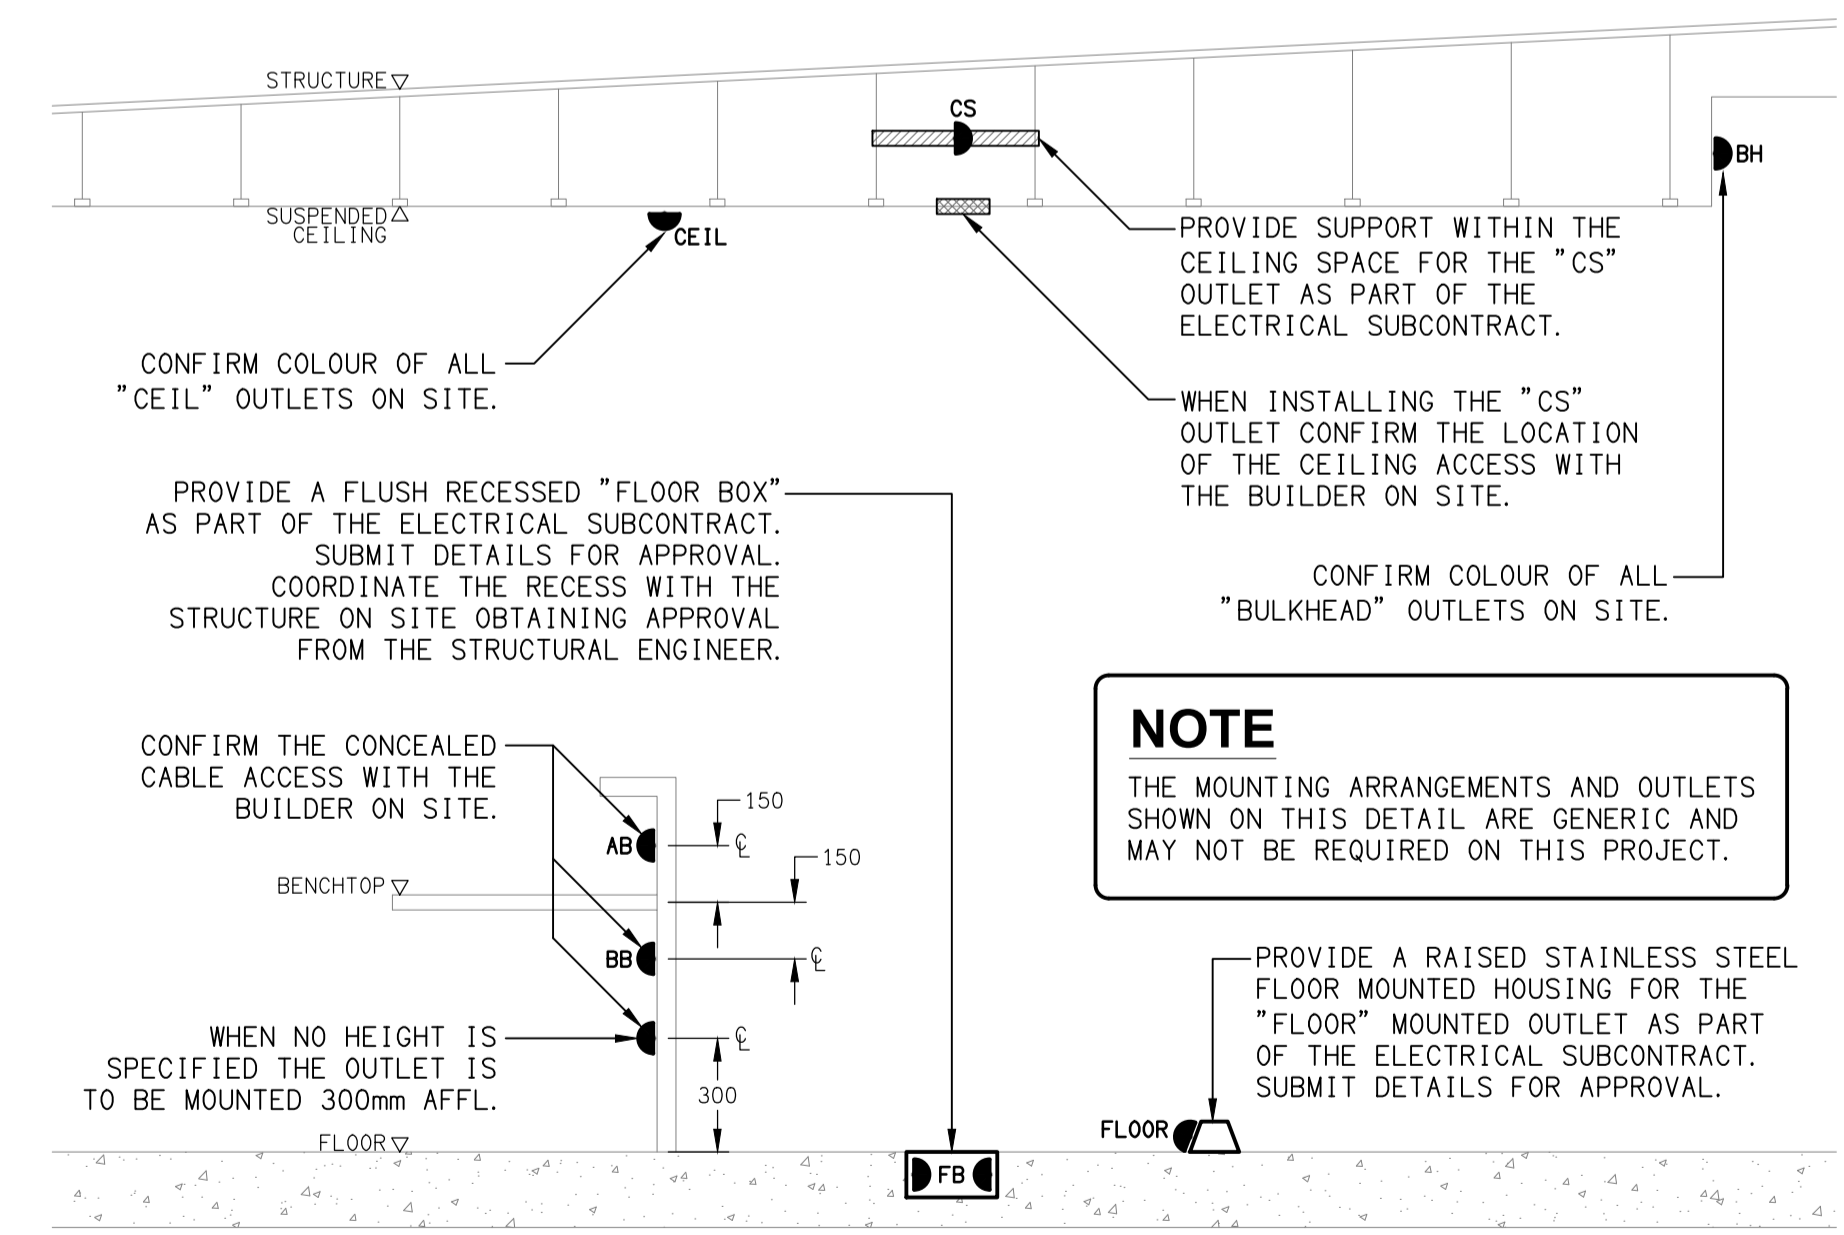 STRUCTURE
CS
BH
SUSPENDED
CEILING
CEIL
PROVIDE SUPPORT WITHIN THE
CEILING SPACE FOR THE "CS"
OUTLET AS PART OF THE
ELECTRICAL SUBCONTRACT.
CONFIRM COLOUR OF ALL
"CEIL" OUTLETS ON SITE.
WHEN INSTALLING THE "CS"
OUTLET CONFIRM THE LOCATION
OF THE CEILING ACCESS WITH
THE BUILDER ON SITE.
PROVIDE A FLUSH RECESSED "FLOOR BOX"
AS PART OF THE ELECTRICAL SUBCONTRACT.
SUBMIT DETAILS FOR APPROVAL.
COORDINATE THE RECESS WITH THE
STRUCTURE ON SITE OBTAINING APPROVAL
FROM THE STRUCTURAL ENGINEER.
CONFIRM COLOUR OF ALL
"BULKHEAD" OUTLETS ON SITE.
NOTE
THE MOUNTING ARRANGEMENTS AND OUTLETS
SHOWN ON THIS DETAIL ARE GENERIC AND
MAY NOT BE REQUIRED ON THIS PROJECT.
CONFIRM THE CONCEALED
CABLE ACCESS WITH THE
BUILDER ON SITE.
150
AB
℄
150
BENCHTOP
BB
℄
WHEN NO HEIGHT IS
SPECIFIED THE OUTLET IS
TO BE MOUNTED 300mm AFFL.
℄
300
PROVIDE A RAISED STAINLESS STEEL
FLOOR MOUNTED HOUSING FOR THE
"FLOOR" MOUNTED OUTLET AS PART
OF THE ELECTRICAL SUBCONTRACT.
SUBMIT DETAILS FOR APPROVAL.
FLOOR
FLOOR
FB